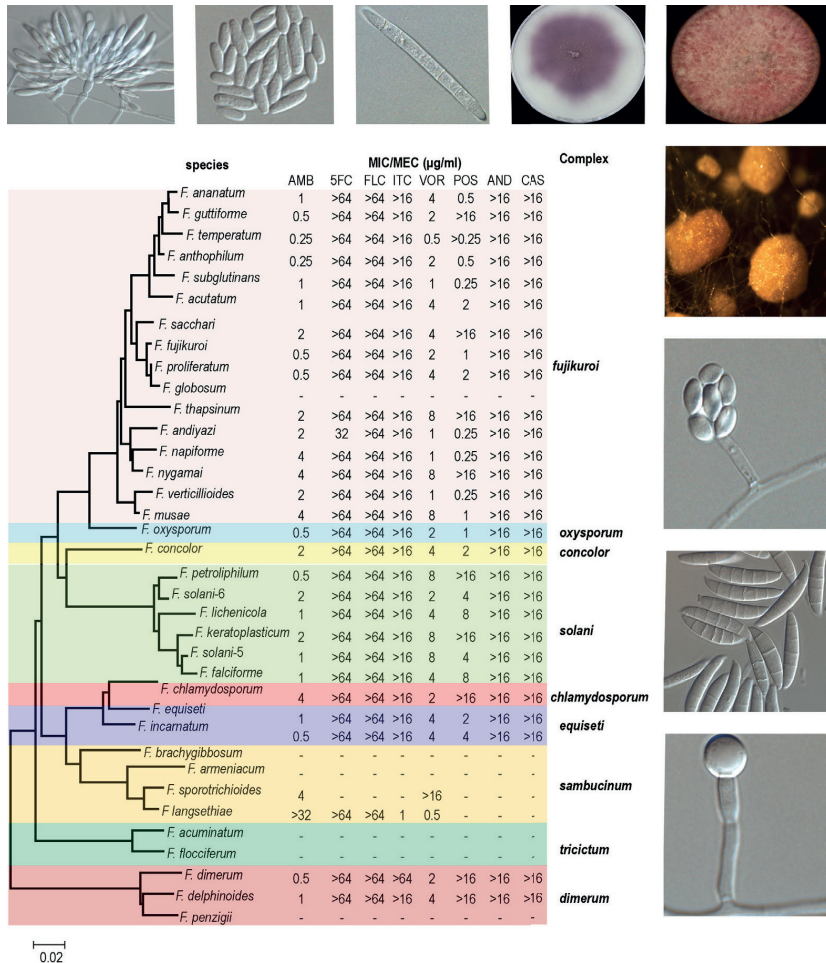 species MIC/MEC (µg/ml) Complex
AMB 5FC FLC ITC VOR POS AND CAS
F. ananatum 1 >64 >64 >16 4 0.5 >16 >16
F. guttiforme 0.5 >64 >64 >16 2 >16 >16 >16
F. temperatum 0.25 >64 >64 >16 0.5 >0.25 >16 >16
F. anthophilum 0.25 >64 >64 >16 2 0.5 >16 >16
F. subglutinans 1 >64 >64 >16 1 0.25 >16 >16
F. acutatum 1 >64 >64 >16 4 2 >16 >16
F. sacchari 2 >64 >64 >16 4 >16 >16 >16
F. fujikuroi 0.5 >64 >64 >16 2 1 >16 >16
fujikuroi
F. proliferatum 0.5 >64 >64 >16 4 2 >16 >16
F. globosum - - - - - - - -
F. thapsinum 2 >64 >64 >16 8 >16 >16 >16
F. andiyazi 2 32 >64 >16 1 0.25 >16 >16
F. napiforme 4 >64 >64 >16 1 0.25 >16 >16
F. nygamai 4 >64 >64 >16 8 >16 >16 >16
F. verticillioides 2 >64 >64 >16 1 0.25 >16 >16
F. musae 4 >64 >64 >16 8 1 >16 >16
F. oxysporum 0.5 >64 >64 >16 2 1 >16 >16 oxysporum
F. concolor 2 >64 >64 >16 4 2 >16 >16 concolor
F. petroliphilum 0.5 >64 >64 >16 8 >16 >16 >16
F. solani-6 2 >64 >64 >16 2 4 >16 >16
F. lichenicola 1 >64 >64 >16 4 8 >16 >16
solani
F. keratoplasticum 2 >64 >64 >16 8 >16 >16 >16
F. solani-5 1 >64 >64 >16 8 4 >16 >16
F. falciforme 1 >64 >64 >16 4 8 >16 >16
F. chlamydosporum 4 >64 >64 >16 2 >16 >16 >16 chlamydosporum
F. equiseti 1 >64 >64 >16 4 2 >16 >16
equiseti
F. incarnatum 0.5 >64 >64 >16 4 4 >16 >16
F. brachygibbosum - - - - - - - -
F. armeniacum - - - - - - - -
sambucinum
F. sporotrichioides 4 >16 - - -
F langsethiae >32 >64 >64 1 0.5 - - -
F. acuminatum - - - - - - - -
tricictum
F. flocciferum - - - - - - - -
F. dimerum 0.5 >64 >64 >64 2 >16 >16 >16
F. delphinoides 1 >64 >64 >16 4 >16 >16 >16 dimerum
F. penzigii - - - - - - - -
0.02